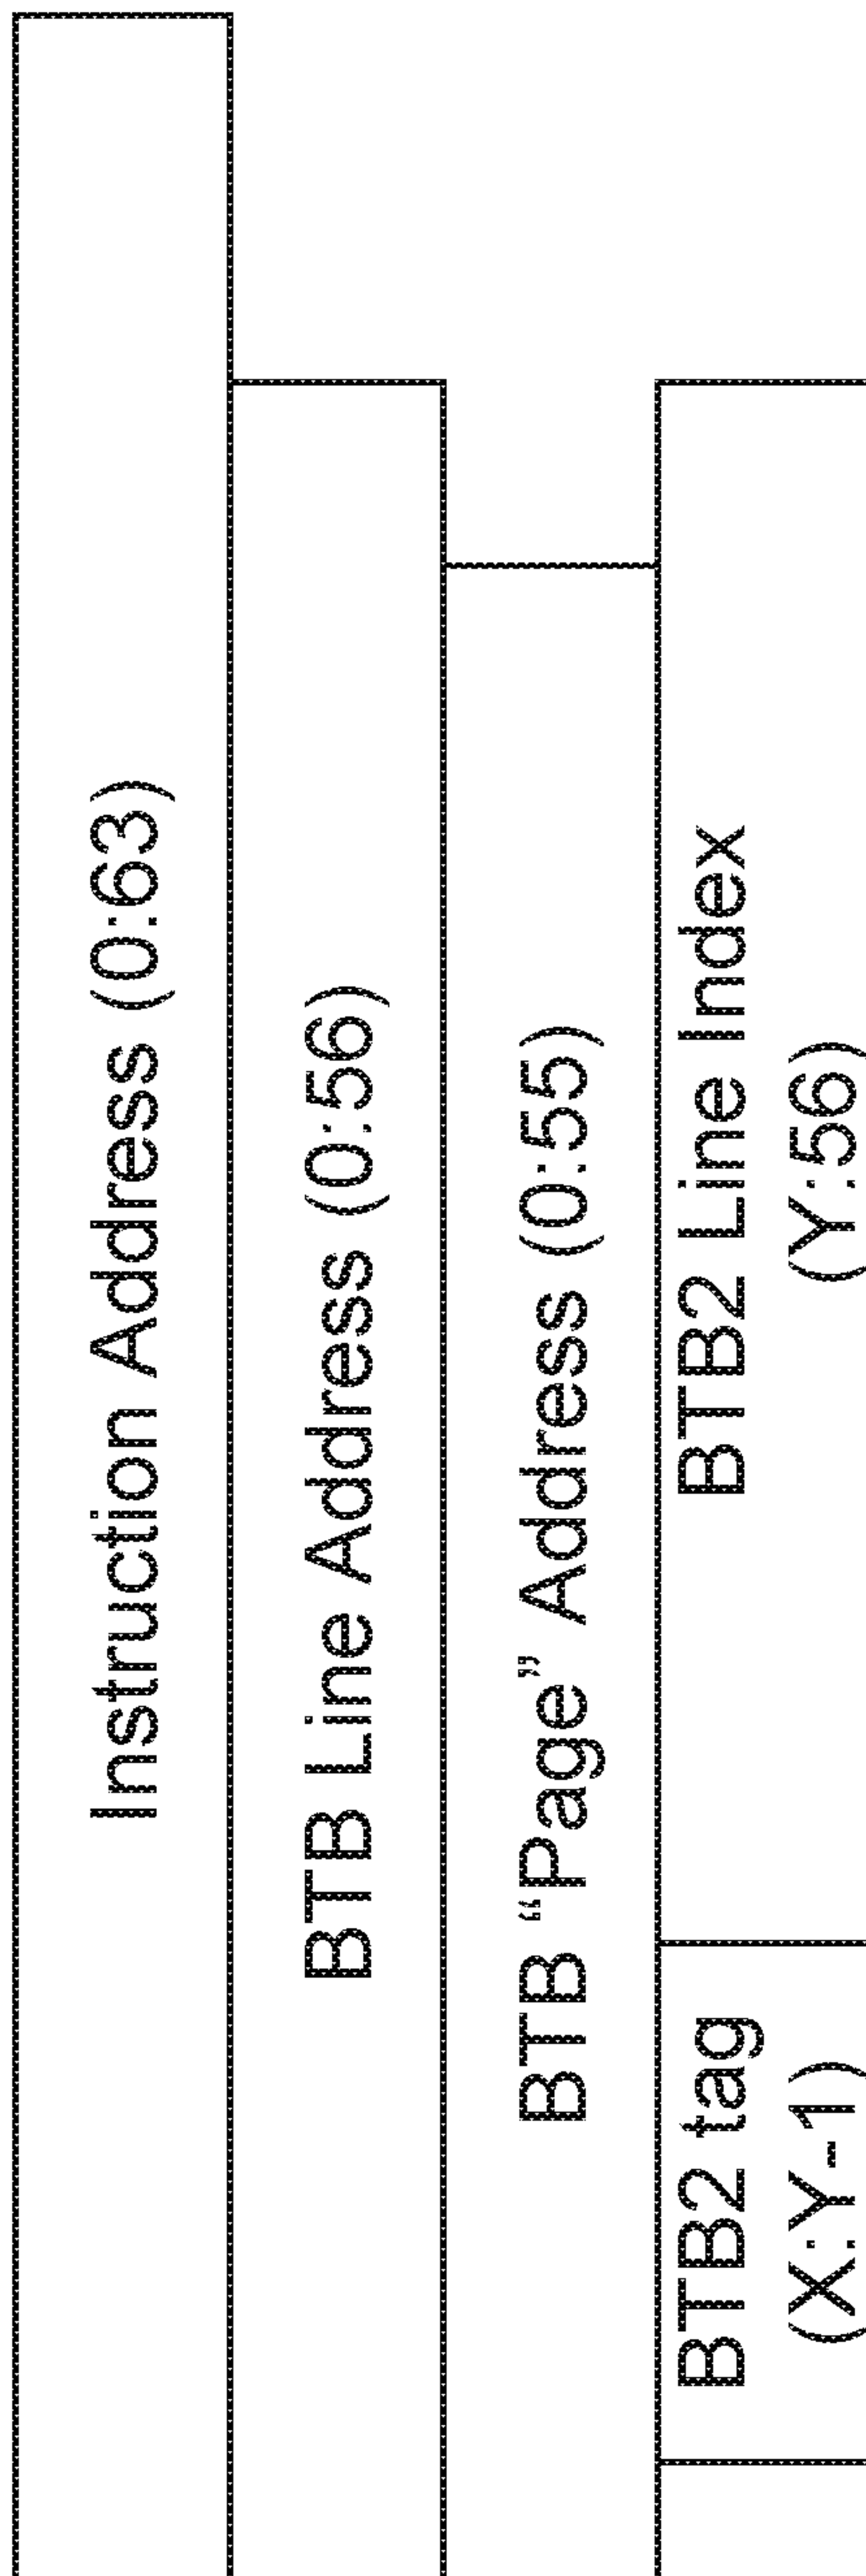 Instruction Address (0:63)
BTB Line Address (0:56)
BTB “Page” Address (0:55)
BTB2 tag
(X:Y-1)
BTB2 Line Index
(Y:56)